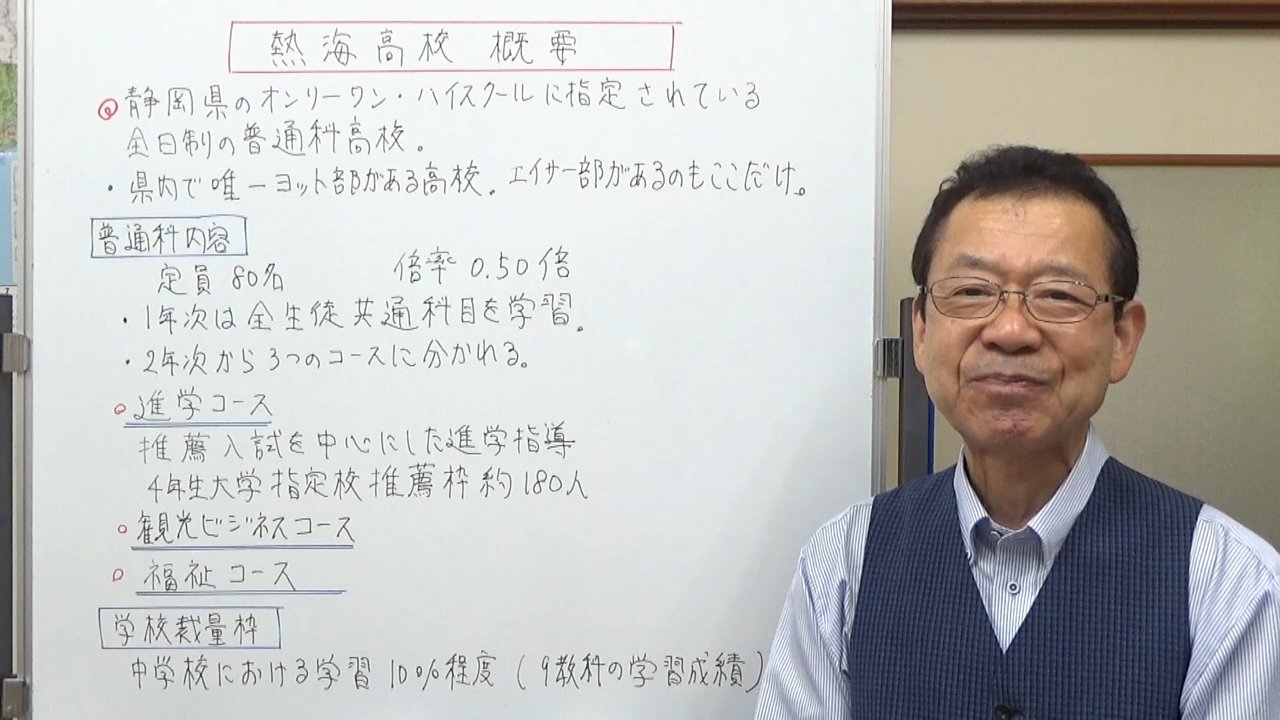 熱海高校 概要
◎静岡県のオンリーワン・ハイスクールに指定されている
全日制の普通科高校。
・県内で唯一ヨット部がある高校。エイサー部があるのもここだけ。
普通科内容
定員 80名 倍率 0.50倍
・1年次は全生徒共通科目を学習。
・2年次から3つのコースに分かれる。
○進学コース
推薦入試を中心にした進学指導
4年生大学指定校推薦枠約180人
○観光ビジネスコース
○福祉コース
学校裁量枠
中学校における学習 10%程度(9教科の学習成績)